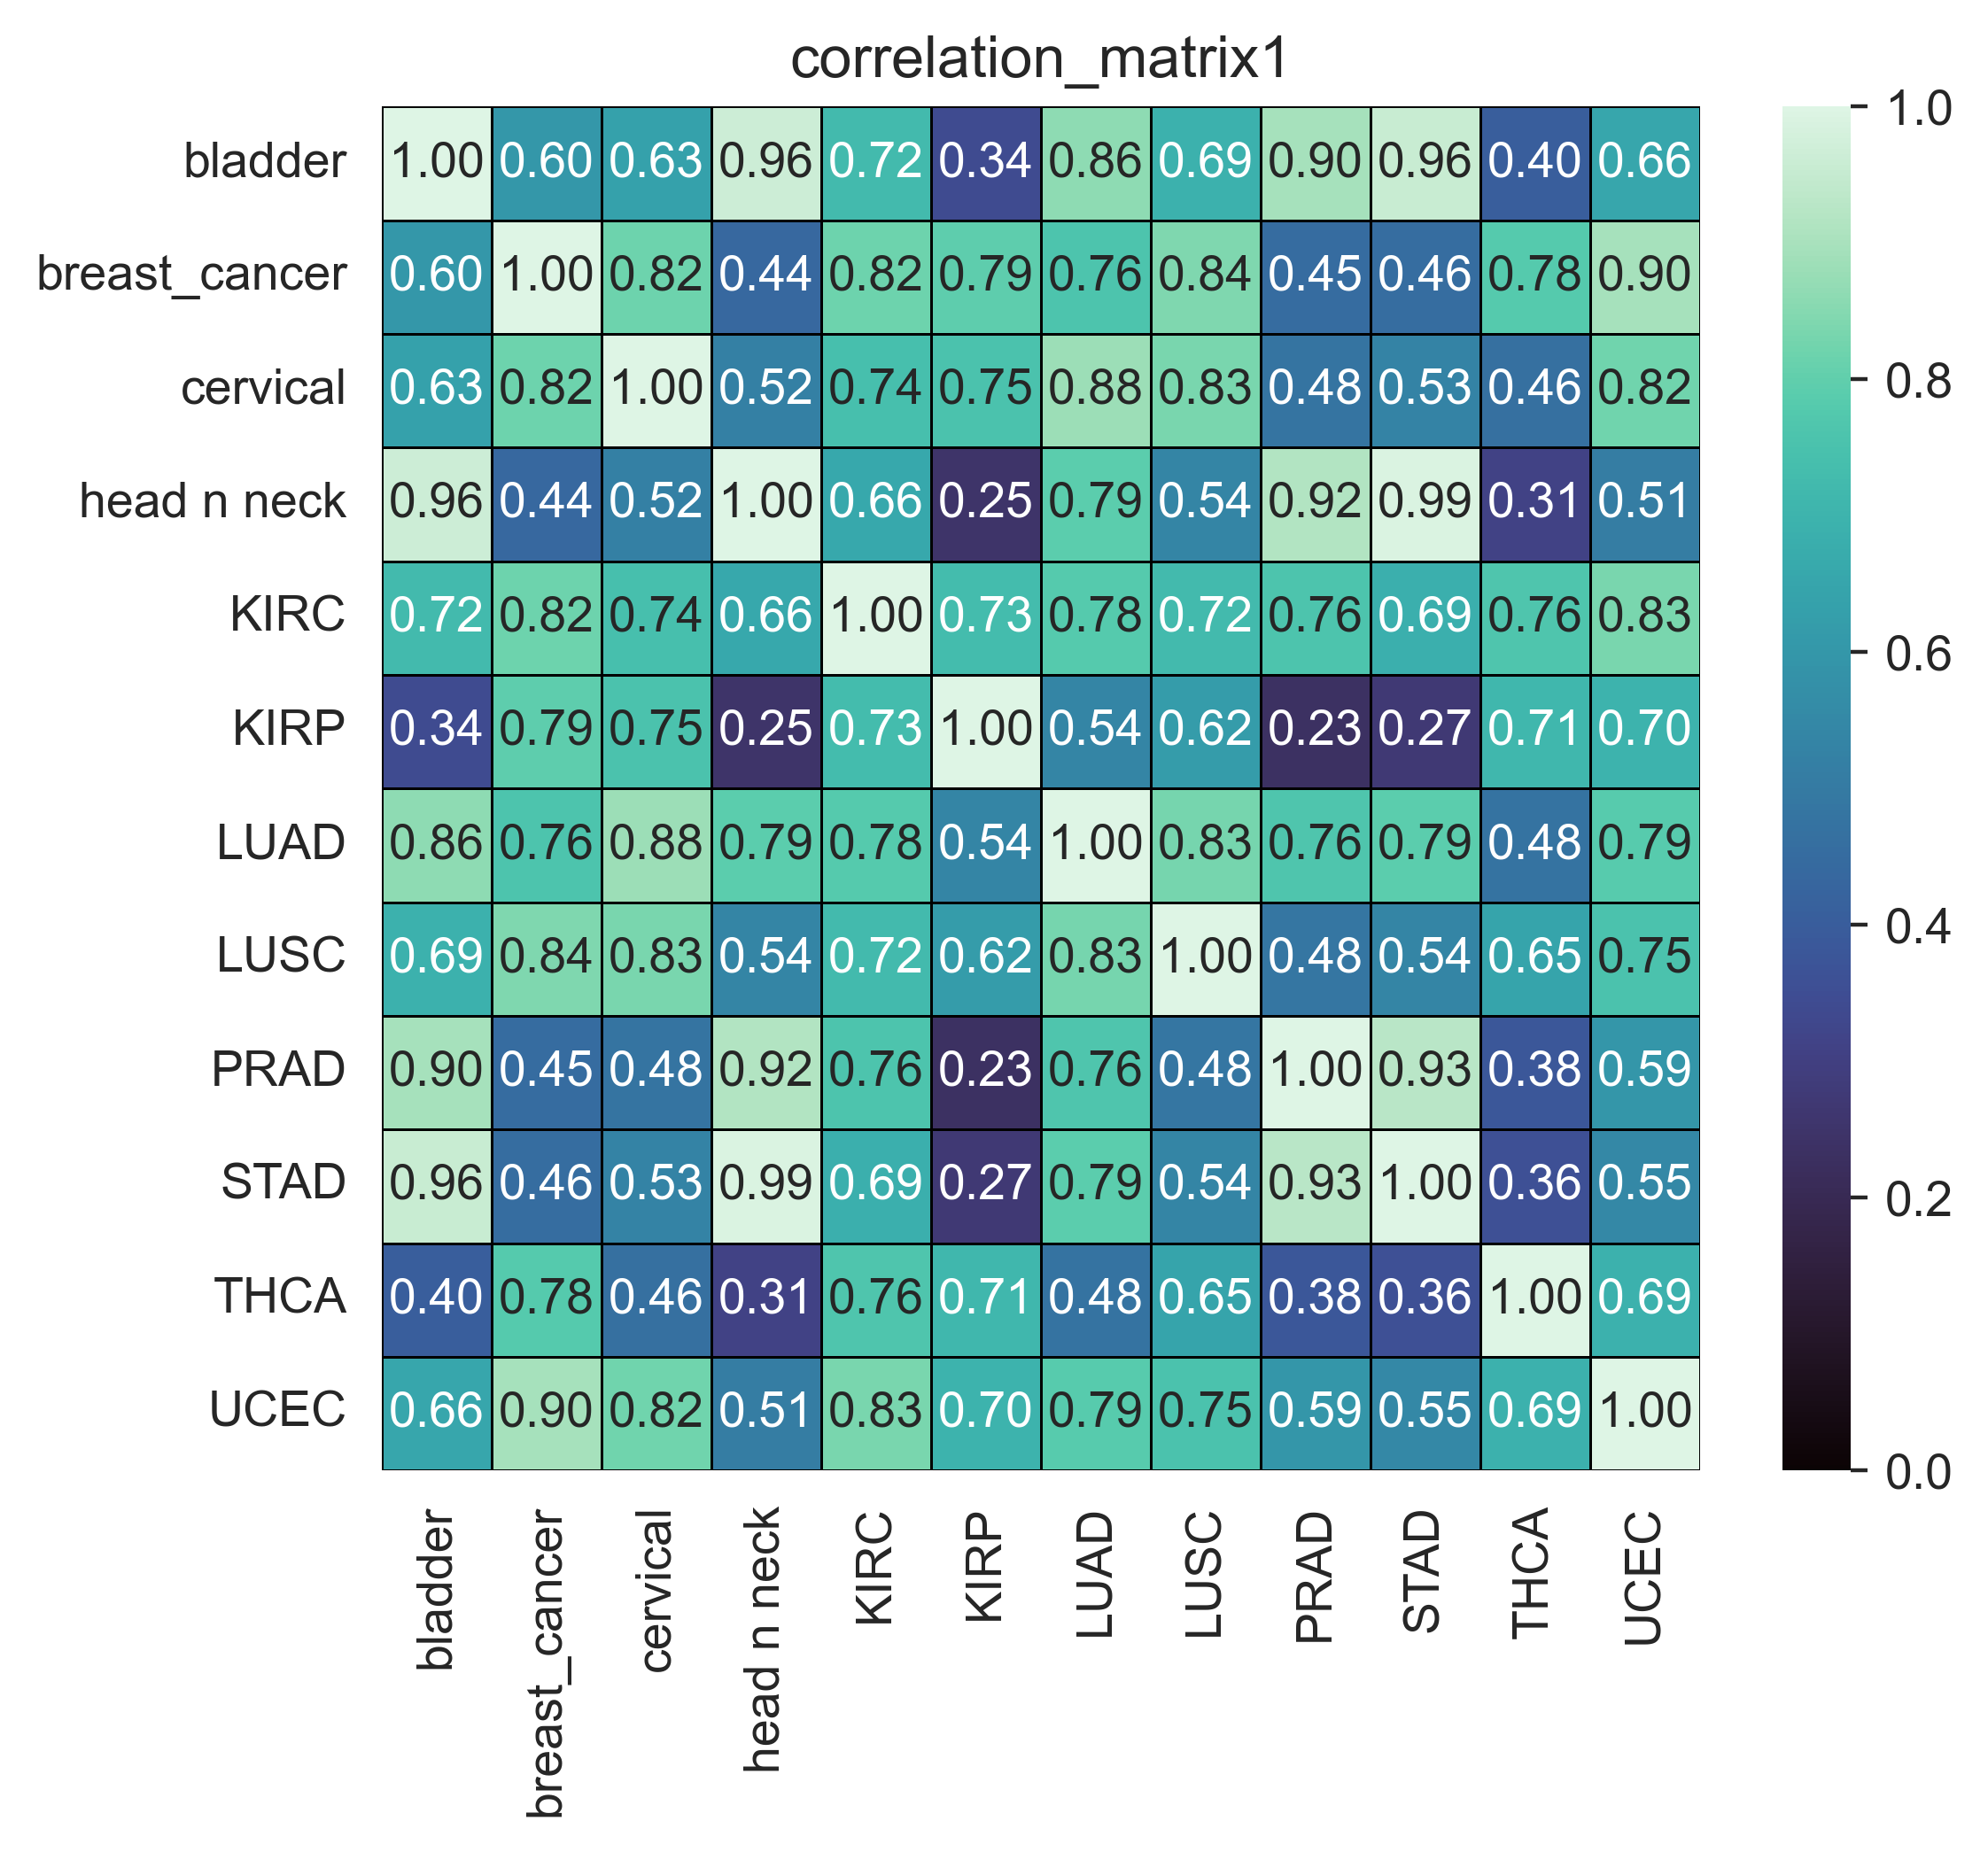 correlation_matrix1
bladder 1.00 0.60 0.63 0.96 0.72 0.34 0.86 0.69 0.90 0.96 0.40 0.66
breast_cancer 0.60 1.00 0.82 0.44 0.82 0.79 0.76 0.84 0.45 0.46 0.78 0.90
cervical 0.63 0.82 1.00 0.52 0.74 0.75 0.88 0.83 0.48 0.53 0.46 0.82
head n neck 0.96 0.44 0.52 1.00 0.66 0.25 0.79 0.54 0.92 0.99 0.31 0.51
KIRC 0.72 0.82 0.74 0.66 1.00 0.73 0.78 0.72 0.76 0.69 0.76 0.83
KIRP 0.34 0.79 0.75 0.25 0.73 1.00 0.54 0.62 0.23 0.27 0.71 0.70
LUAD 0.86 0.76 0.88 0.79 0.78 0.54 1.00 0.83 0.76 0.79 0.48 0.79
LUSC 0.69 0.84 0.83 0.54 0.72 0.62 0.83 1.00 0.48 0.54 0.65 0.75
PRAD 0.90 0.45 0.48 0.92 0.76 0.23 0.76 0.48 1.00 0.93 0.38 0.59
STAD 0.96 0.46 0.53 0.99 0.69 0.27 0.79 0.54 0.93 1.00 0.36 0.55
THCA 0.40 0.78 0.46 0.31 0.76 0.71 0.48 0.65 0.38 0.36 1.00 0.69
UCEC 0.66 0.90 0.82 0.51 0.83 0.70 0.79 0.75 0.59 0.55 0.69 1.00
bladder breast_cancer cervical head n neck KIRC KIRP LUAD LUSC PRAD STAD THCA UCEC
1.0
0.8
0.6
0.4
0.2
0.0